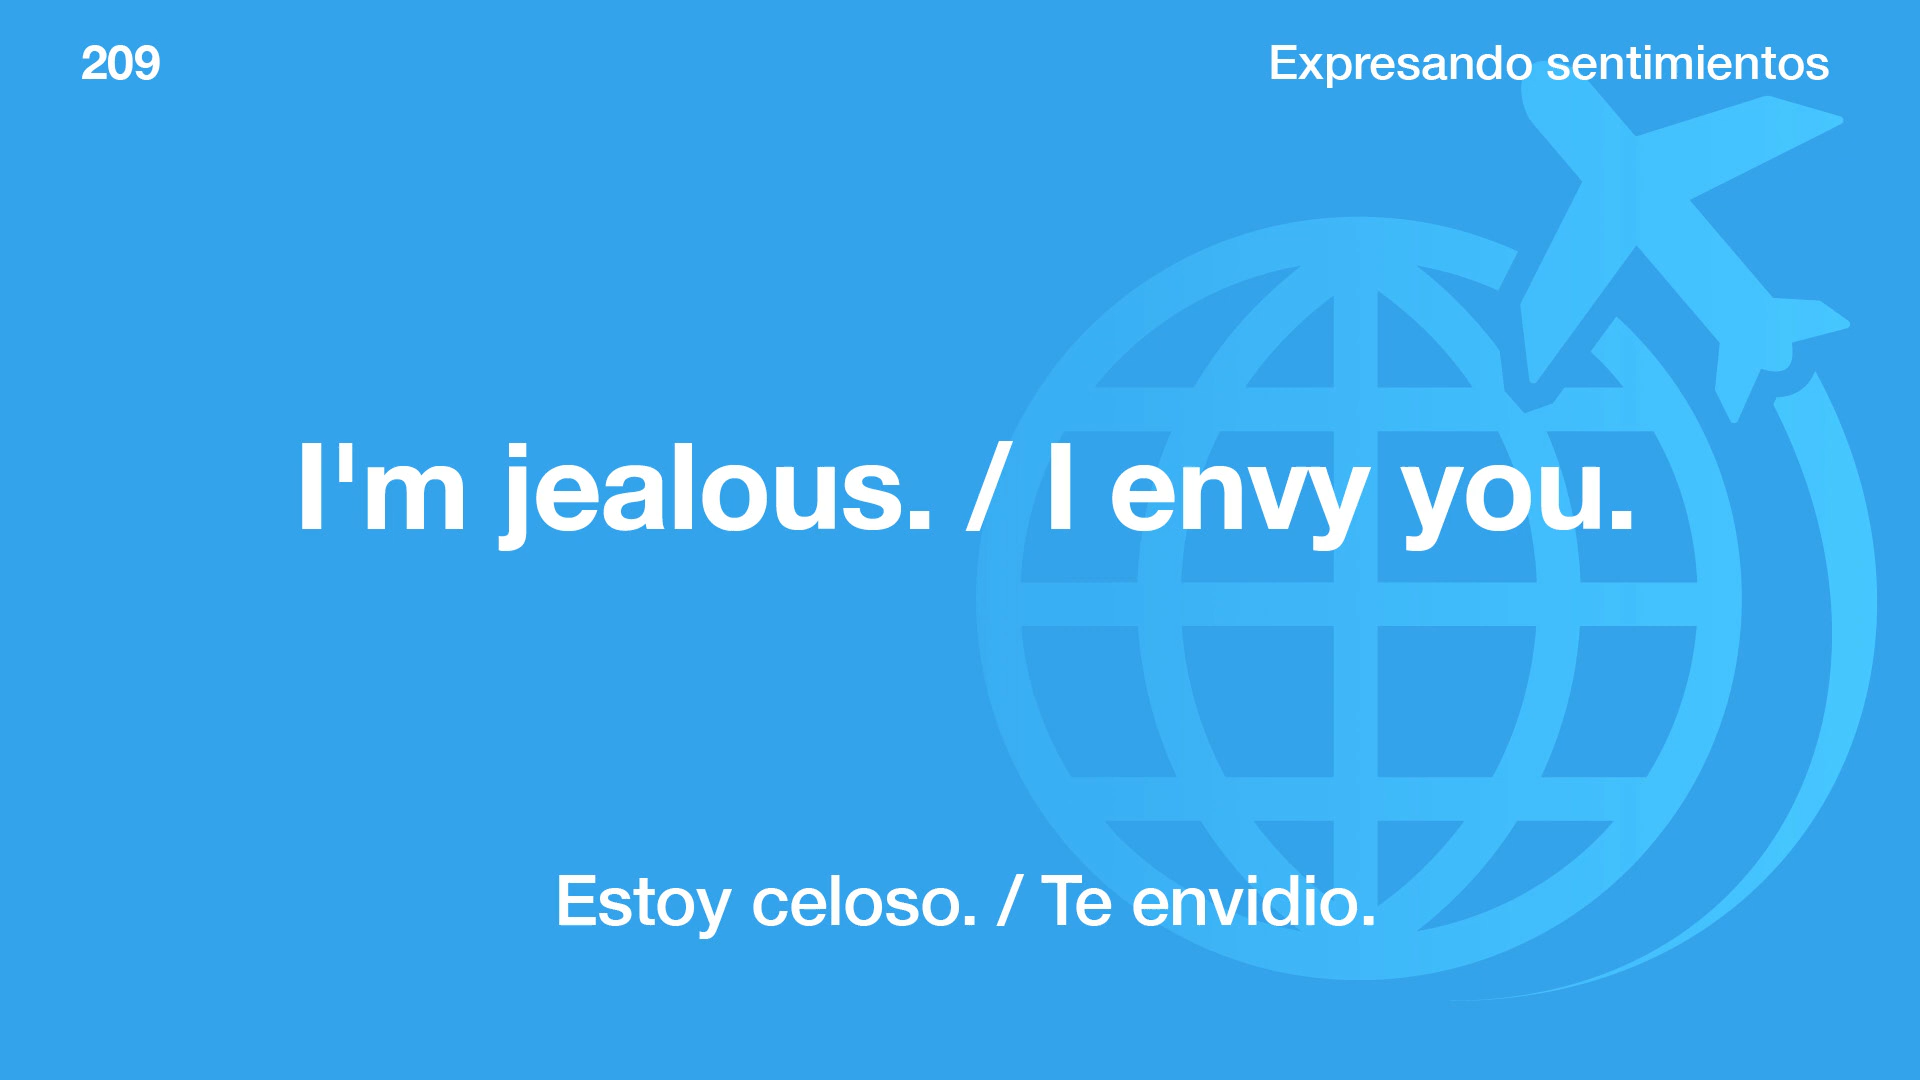 209
Expresando sentimientos
I'm jealous. / I envy you.
Estoy celoso. / Te envidio.